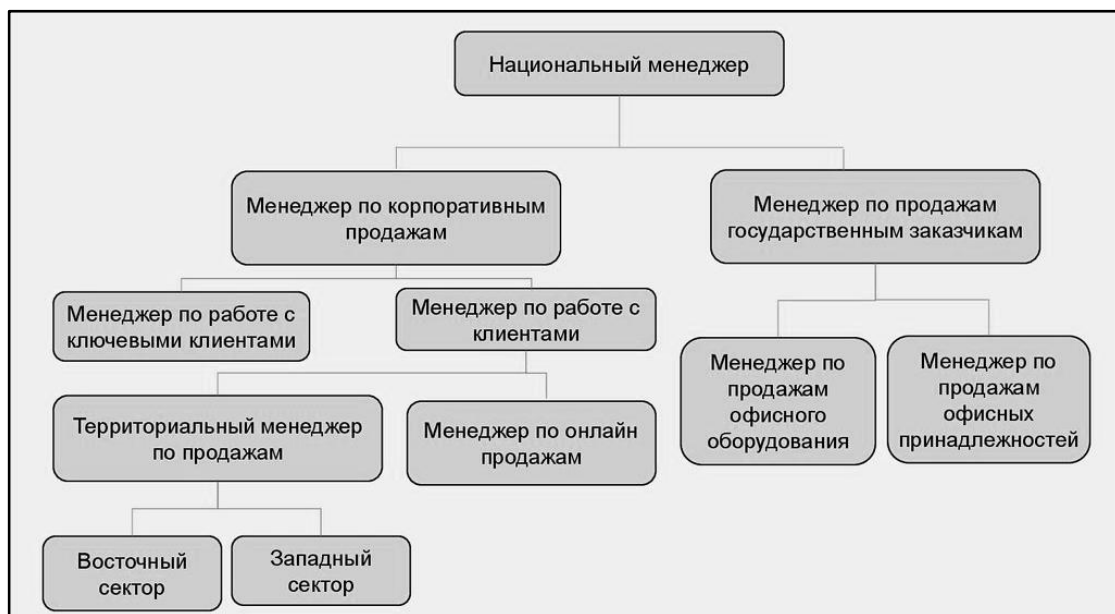 Национальный менеджер
Менеджер по корпоративным
продажам
Менеджер по продажам
государственным заказчикам
Менеджер по работе с
ключевыми клиентами
Менеджер по работе с
клиентами
Менеджер по
продажам
офисного
оборудования
Менеджер по
продажам
офисных
принадлежностей
Территориальный менеджер
по продажам
Менеджер по онлайн
продажам
Восточный
сектор
Западный
сектор